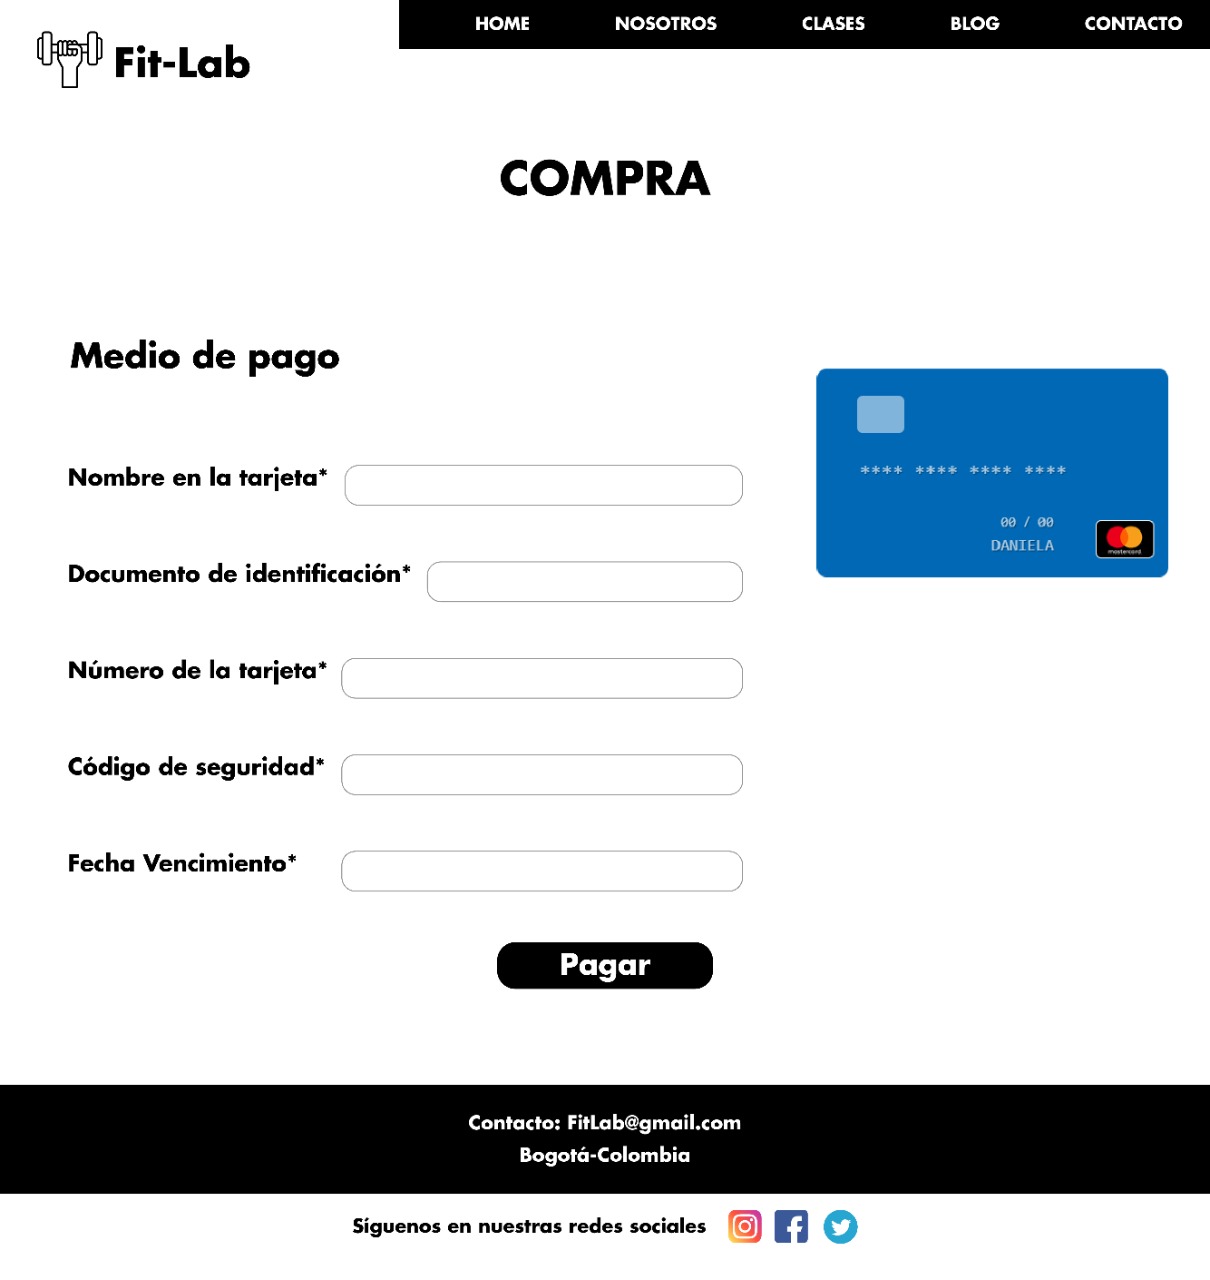 HOME NOSOTROS CLASES BLOG CONTACTO
Fit-Lab
COMPRA
Medio de pago
Nombre en la tarjeta*
Documento de identificación*
Número de la tarjeta*
Código de seguridad*
Fecha Vencimiento*
**** **** **** ****
00 / 00
DANIELA
mastercard
Pagar
Contacto: FitLab@gmail.com
Bogotá-Colombia
Síguenos en nuestras redes sociales